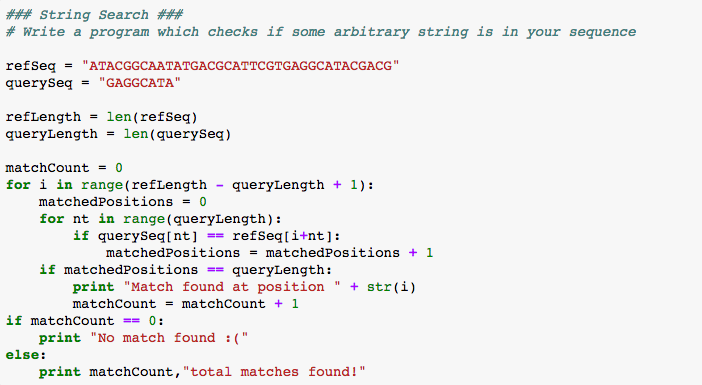 ### String Search ###
# Write a program which checks if some arbitrary string is in your sequence
refSeq = "ATACGGCAATATGACGCATTCGTGAGGCATACGACG"
querySeq = "GAGGCATA"
refLength = len(refSeq)
queryLength = len(querySeq)
matchCount = 0
for i in range(refLength - queryLength + 1):
    matchedPositions = 0
    for nt in range(queryLength):
        if querySeq[nt] == refSeq[i+nt]:
            matchedPositions = matchedPositions + 1
    if matchedPositions == queryLength:
        print "Match found at position " + str(i)
        matchCount = matchCount + 1
if matchCount == 0:
    print "No match found :("
else:
    print matchCount,"total matches found!"